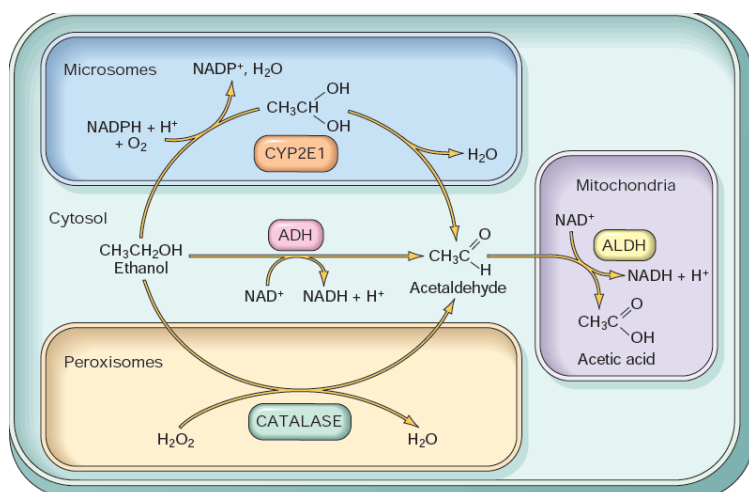 Microsomes
NADP⁺, H₂O
CH₃CH
OH
OH
NADPH + H⁺
+ O₂
CYP2E1
H₂O
Cytosol
CH₃CH₂OH
Ethanol
ADH
NAD⁺
NADH + H⁺
CH₃C
O
H
Acetaldehyde
Mitochondria
NAD⁺
ALDH
NADH + H⁺
CH₃C
O
OH
Acetic acid
Peroxisomes
H₂O₂
CATALASE
H₂O